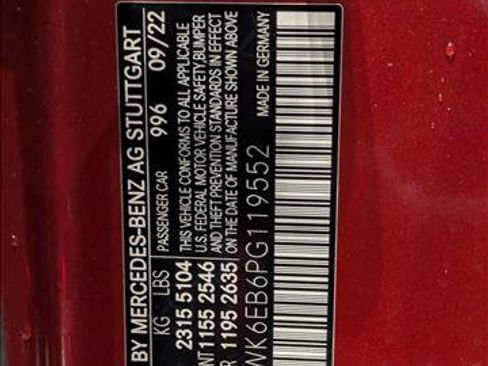 BY MERCEDES-BENZ AG STUTTGART
KG LBS 996 09/22
PASSENGER CAR
2315 5104
NT 1155 2546
1195 2635
THIS VEHICLE CONFORMS TO ALL APPLICABLE
U.S. FEDERAL MOTOR VEHICLE SAFETY,BUMPER
AND THEFT PREVENTION STANDARDS IN EFFECT
ON THE DATE OF MANUFACTURE SHOWN ABOVE
MADE IN GERMANY
WK6EB6PG119552